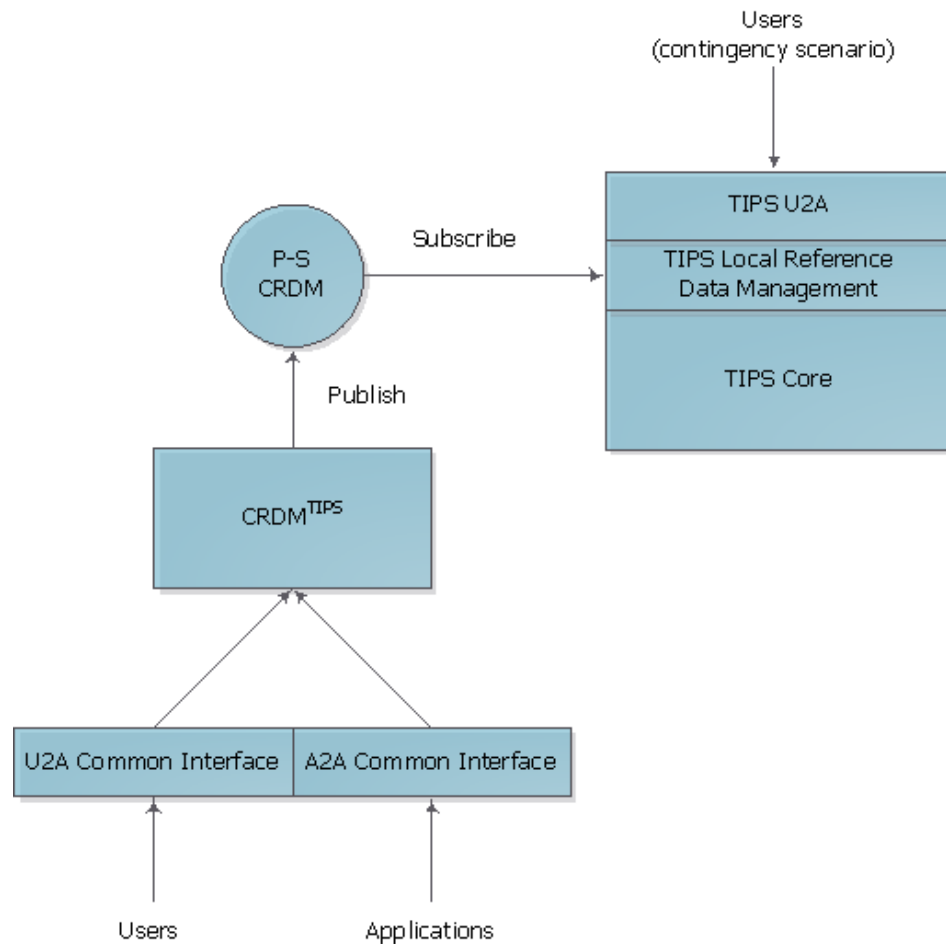 Users
(contingency scenario)
TIPS U2A
TIPS Local Reference
Data Management
TIPS Core
P-S
CRDM
Subscribe
Publish
CRDMTIPS
U2A Common Interface
A2A Common Interface
Users
Applications